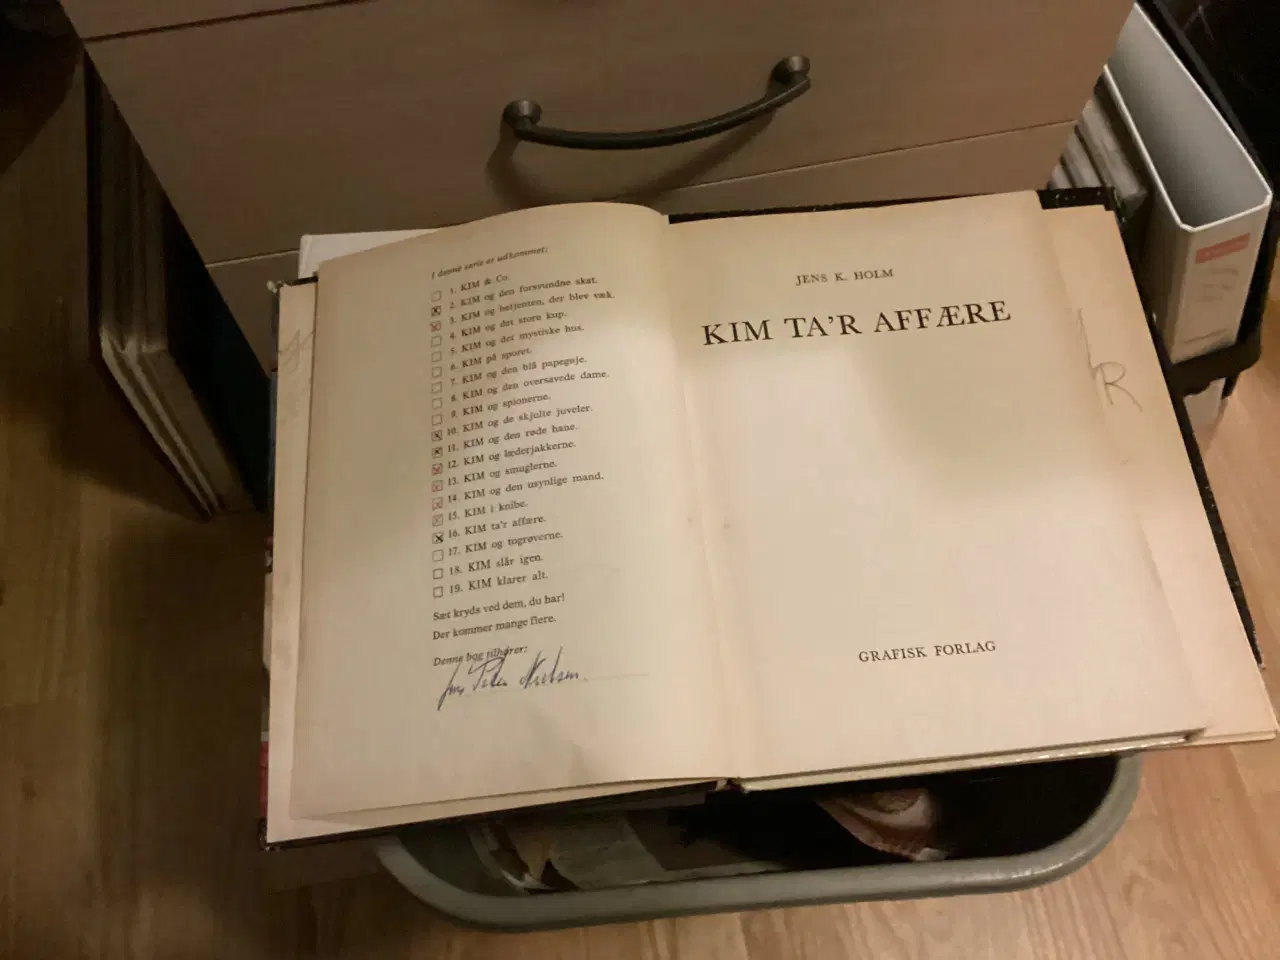 I denne serie er udkommet:
1. KIM & Co.
2. KIM og den forsvundne skat.
3. KIM og betjenten, der blev væk.
4. KIM og det store kup.
5. KIM og det mystiske hus.
6. KIM på sporet.
7. KIM og den blå papegøje.
8. KIM og den oversavede dame.
9. KIM og spionerne.
10. KIM og de skjulte juveler.
11. KIM og den røde hane.
12. KIM og læderjakkerne.
13. KIM og smuglerne.
14. KIM og den usynlige mand.
15. KIM i knibe.
16. KIM ta'r affære.
17. KIM og togrøverne.
18. KIM slår igen.
19. KIM klarer alt.
Sæt kryds ved dem, du har!
Der kommer mange flere.
Denne bog tilhører:
Peter Nielsen.
JENS K. HOLM
KIM TA'R AFFÆRE
R
GRAFISK FORLAG